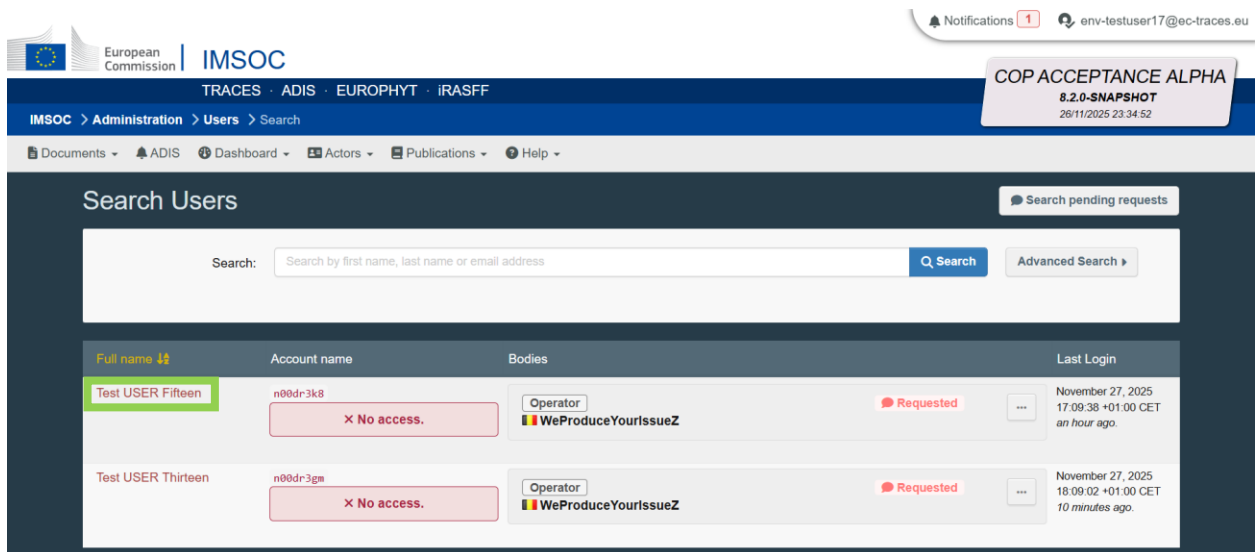 Notifications 1 env-testuser17@ec-traces.eu
European
Commission
IMSOC
COP ACCEPTANCE ALPHA
8.2.0-SNAPSHOT
26/11/2025 23:34:52
TRACES · ADIS · EUROPHYT · iRASFF
IMSOC > Administration > Users > Search
Documents ADIS Dashboard Actors Publications Help
Search Users
Search pending requests
Search: Search by first name, last name or email address Search Advanced Search
Full name Account name Bodies Last Login
Test USER Fifteen
n00dr3k8
× No access.
Operator
WeProduceYourIssueZ
Requested
...
November 27, 2025
17:09:38 +01:00 CET
an hour ago.
Test USER Thirteen
n00dr3gm
× No access.
Operator
WeProduceYourIssueZ
Requested
...
November 27, 2025
18:09:02 +01:00 CET
10 minutes ago.